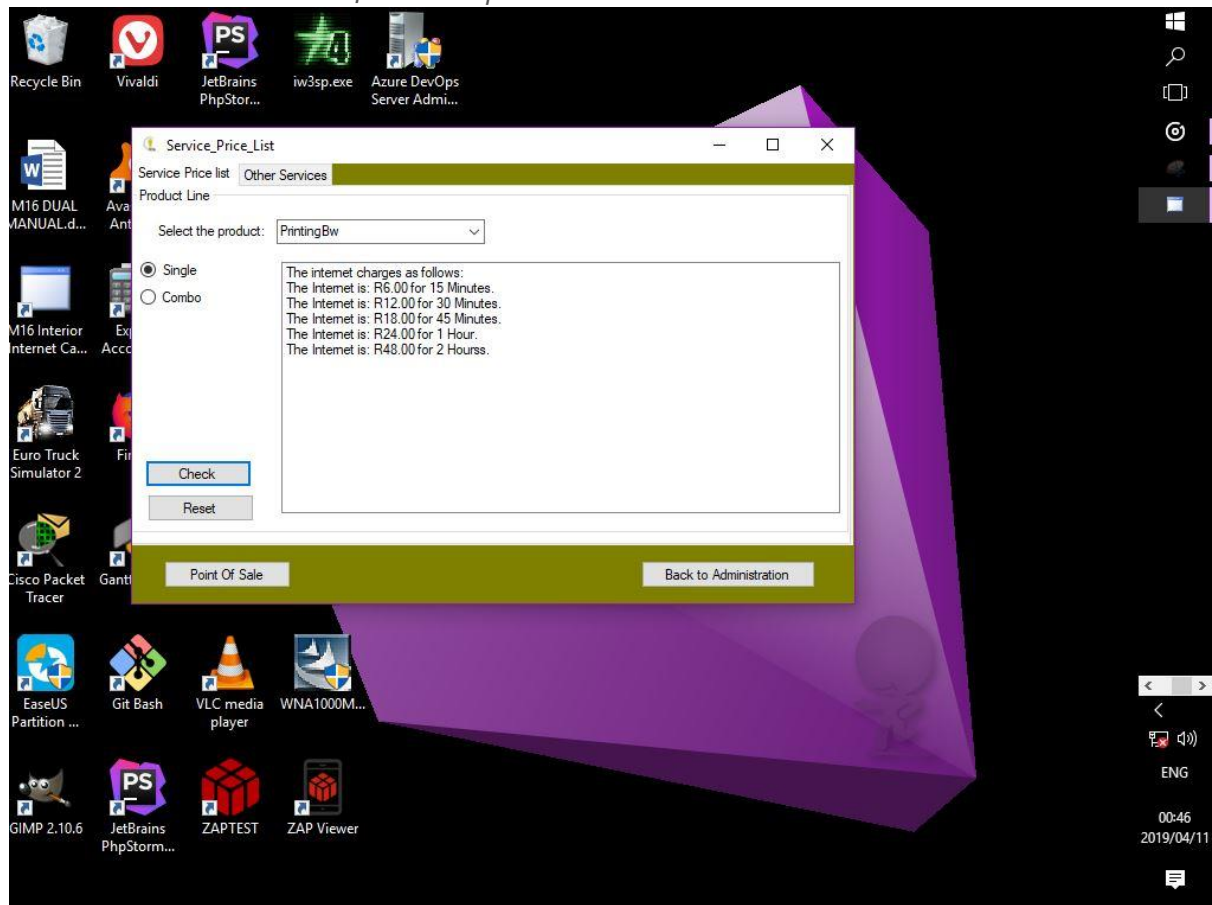 Recycle Bin
Vivaldi
JetBrains
PhpStor...
iw3sp.exe
Azure DevOps
Server Admi...
Service_Price_List
Service Price list
Other Services
Product Line
Select the product:
PrintingBw
Single
Combo
The internet charges as follows:
The Internet is: R6.00 for 15 Minutes.
The Internet is: R12.00 for 30 Minutes.
The Internet is: R18.00 for 45 Minutes.
The Internet is: R24.00 for 1 Hour.
The Internet is: R48.00 for 2 Hourss.
Check
Reset
Point Of Sale
Back to Administration
M16 DUAL
MANUAL.d...
Ava
Ant
M16 Interior
Internet Ca...
Exp
Acco
Euro Truck
Simulator 2
Fir
Cisco Packet
Tracer
Gantt
EaseUS
Partition ...
Git Bash
VLC media
player
WNA1000M...
GIMP 2.10.6
JetBrains
PhpStorm...
ZAPTEST
ZAP Viewer
ENG
00:46
2019/04/11